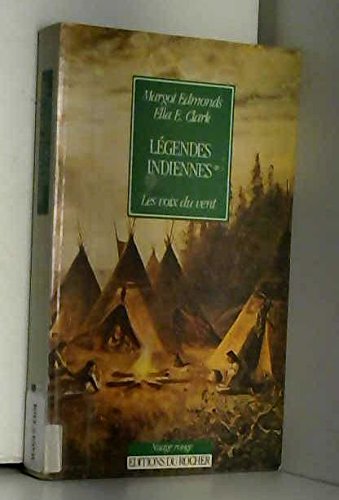 Margot Edmonds
Ella E. Clark
LÉGENDES
INDIENNES*
Les voix du vent
Nuage rouge
EDITIONS DU ROCHER